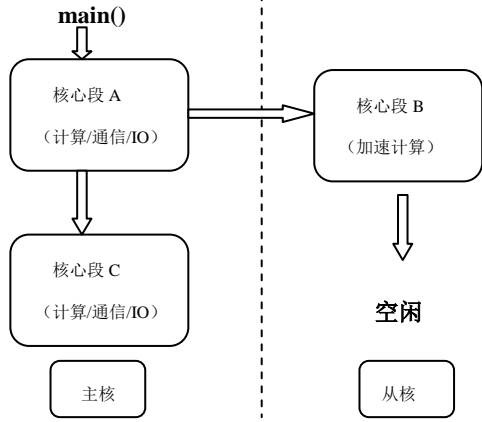 main()
核心段 A
（计算/通信/IO）
核心段 B
（加速计算）
核心段 C
（计算/通信/IO）
空闲
主核
从核